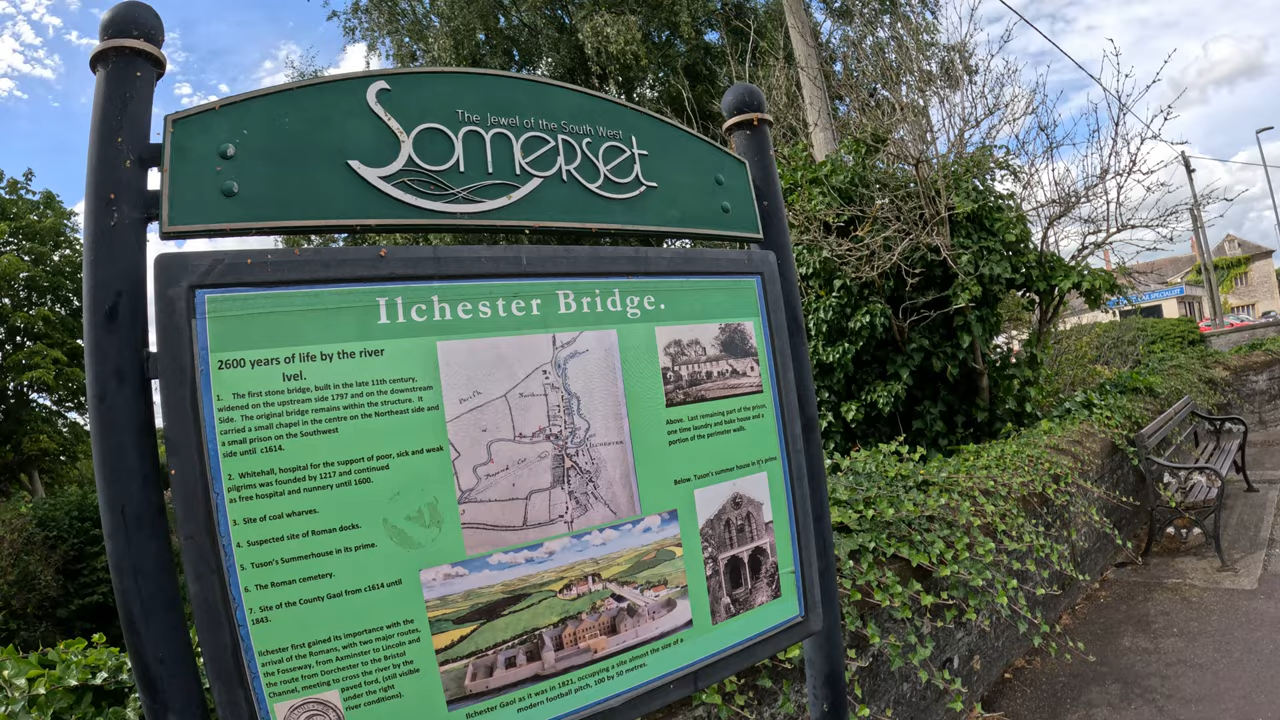 The Jewel of the South West
Somerset
Ilchester Bridge.
2600 years of life by the river
Ivel.
1. The first stone bridge, built in the late 11th century,
widened on the upstream side 1797 and on the downstream
Side. The original bridge remains within the structure. It
carried a small chapel in the centre on the Northeast side and
a small prison on the Southwest
side until c1614.
2. Whitehall, hospital for the support of poor, sick and weak
pilgrims was founded by 1217 and continued
as free hospital and nunnery until 1600.
3. Site of coal wharves.
4. Suspected site of Roman docks.
5. Tuson's Summerhouse in its prime.
6. The Roman cemetery.
7. Site of the County Gaol from c1614 until
1843.
Ilchester first gained its importance with the
arrival of the Romans, with two major routes,
the Fosseway, from Axminster to Lincoln and
the route from Dorchester to the Bristol
Channel, meeting to cross the river by the
paved ford, (still visible
under the right
river conditions).
ILCHESTER
Above. Last remaining part of the prison,
one time laundry and bake house and a
portion of the perimeter walls.
Below. Tuson's summer house in it's prime
Ilchester Gaol as it was in 1821, occupying a site almost the size of a
modern football pitch, 100 by 50 metres.
CAR SPECIALIST